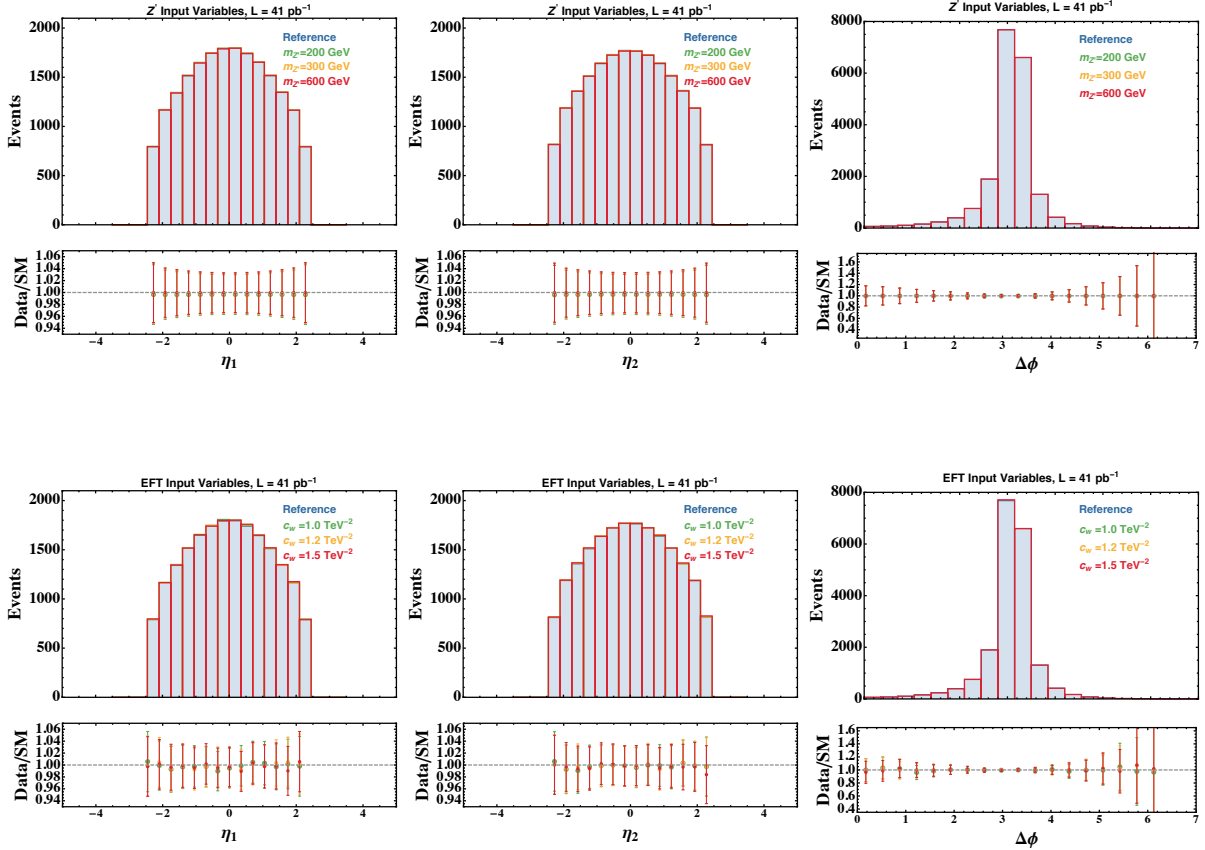 Z′ Input Variables, L = 41 pb⁻¹
Reference
m_Z′=200 GeV
m_Z′=300 GeV
m_Z′=600 GeV
Events
2000
1500
1000
500
0
Data/SM
1.06
1.04
1.02
1.00
0.98
0.96
0.94
−4 −2 0 2 4
η₁
Z′ Input Variables, L = 41 pb⁻¹
Reference
m_Z′=200 GeV
m_Z′=300 GeV
m_Z′=600 GeV
Events
2000
1500
1000
500
0
Data/SM
1.06
1.04
1.02
1.00
0.98
0.96
0.94
−4 −2 0 2 4
η₂
Z′ Input Variables, L = 41 pb⁻¹
Reference
m_Z′=200 GeV
m_Z′=300 GeV
m_Z′=600 GeV
Events
8000
6000
4000
2000
0
Data/SM
1.6
1.4
1.2
1.0
0.8
0.6
0.4
0 1 2 3 4 5 6 7
Δϕ
EFT Input Variables, L = 41 pb⁻¹
Reference
c_w =1.0 TeV⁻²
c_w =1.2 TeV⁻²
c_w =1.5 TeV⁻²
Events
2000
1500
1000
500
0
Data/SM
1.06
1.04
1.02
1.00
0.98
0.96
0.94
−4 −2 0 2 4
η₁
EFT Input Variables, L = 41 pb⁻¹
Reference
c_w =1.0 TeV⁻²
c_w =1.2 TeV⁻²
c_w =1.5 TeV⁻²
Events
2000
1500
1000
500
0
Data/SM
1.06
1.04
1.02
1.00
0.98
0.96
0.94
−4 −2 0 2 4
η₂
EFT Input Variables, L = 41 pb⁻¹
Reference
c_w =1.0 TeV⁻²
c_w =1.2 TeV⁻²
c_w =1.5 TeV⁻²
Events
8000
6000
4000
2000
0
Data/SM
1.6
1.4
1.2
1.0
0.8
0.6
0.4
0 1 2 3 4 5 6 7
Δϕ